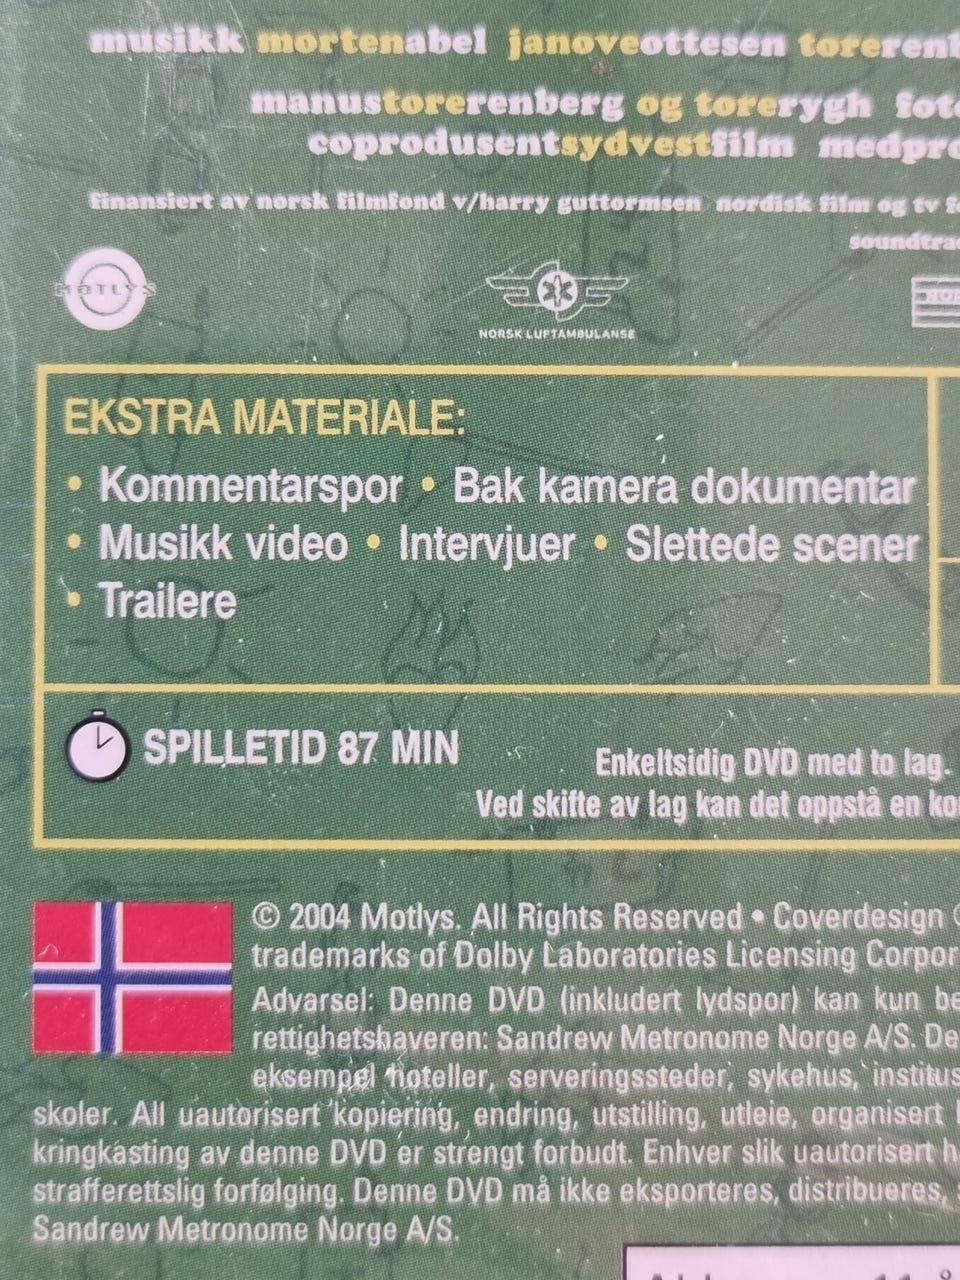 musikk mortenabel janoveottesen torerenb
manustorerenberg og torerygh foto
coprodusentsydvestfilm medpro
finansiert av norsk filmfond v/harry guttormsen nordisk film og tv f
soundtrac
MOTLYS
NORSK LUFTAMBULANSE
EKSTRA MATERIALE:
• Kommentarspor • Bak kamera dokumentar
• Musikk video • Intervjuer • Slettede scener
• Trailere
SPILLETID 87 MIN
Enkeltsidig DVD med to lag.
Ved skifte av lag kan det oppstå en ko
© 2004 Motlys. All Rights Reserved • Coverdesign
trademarks of Dolby Laboratories Licensing Corpor
Advarsel: Denne DVD (inkludert lydspor) kan kun be
rettighetshaveren: Sandrew Metronome Norge A/S. De
eksempel hoteller, serveringssteder, sykehus, institus
skoler. All uautorisert kopiering, endring, utstilling, utleie, organisert
kringkasting av denne DVD er strengt forbudt. Enhver slik uautorisert h
strafferettslig forfølging. Denne DVD må ikke eksporteres, distribueres,
Sandrew Metronome Norge A/S.